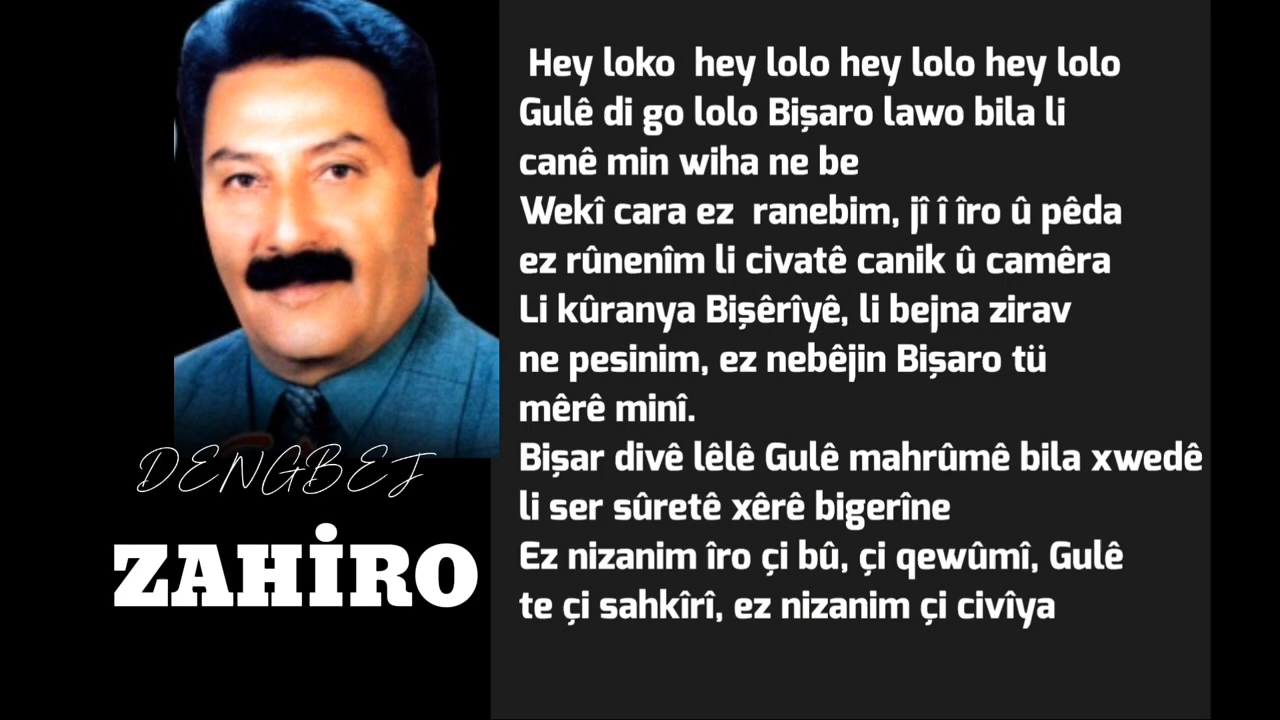 Hey loko hey lolo hey lolo hey lolo
Gulê di go lolo Bişaro lawo bila li
canê min wiha ne be
Wekî cara ez ranebim, jî î îro û pêda
ez rûnenîm li civatê canik û camêra
Li kûranya Bişêrîyê, li bejna zirav
ne pesinim, ez nebêjin Bişaro tü
mêrê minî.
Bişar divê lêlê Gulê mahrûmê bila xwedê
li ser sûretê xêrê bigerîne
Ez nizanim îro çi bû, çi qewûmî, Gulê
te çi sahkîrî, ez nizanim çi civîya
DENGBEJ
ZAHİRO